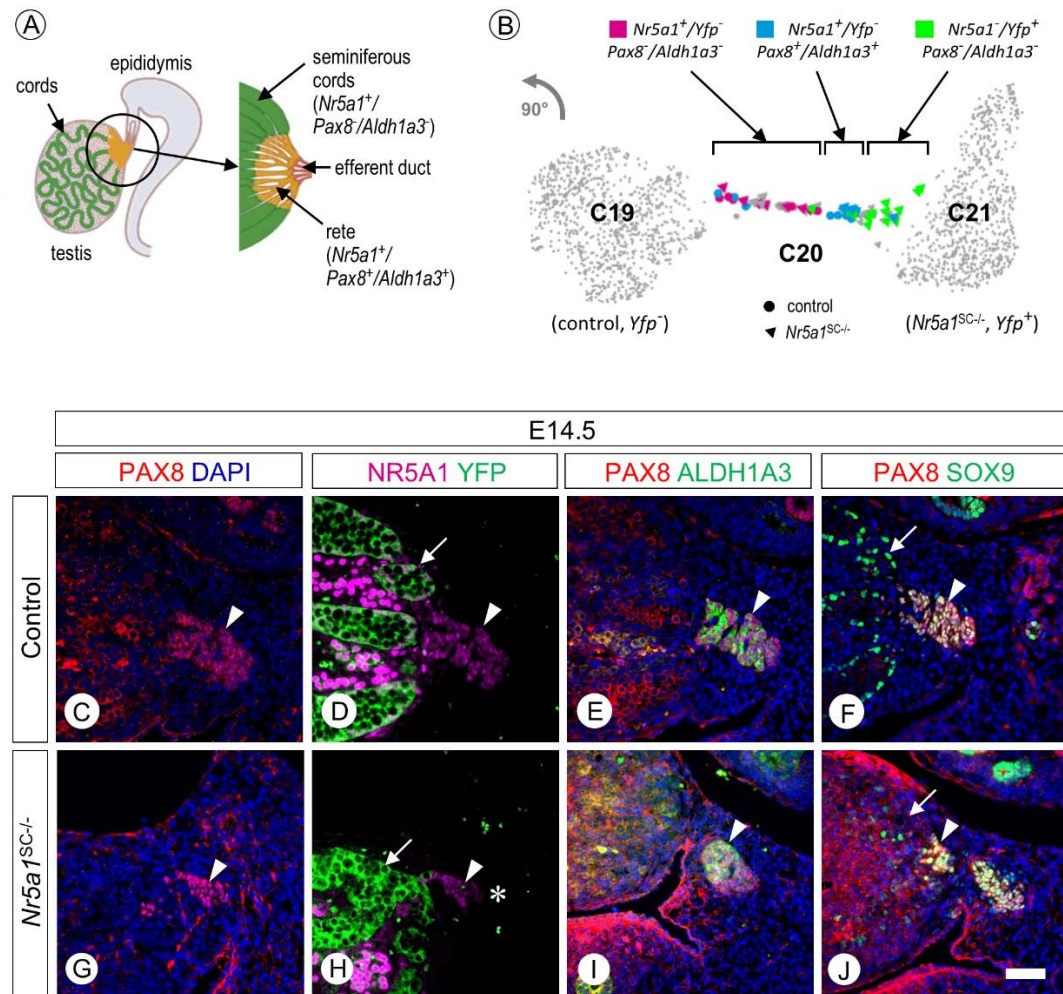 A
epididymis
cords
testis
seminiferous
cords
(Nr5a1⁺/
Pax8⁻/Aldh1a3⁻)
efferent duct
rete
(Nr5a1⁺/
Pax8⁺/Aldh1a3⁺)
B
Nr5a1⁺/Yfp⁻
Pax8⁻/Aldh1a3⁻
Nr5a1⁺/Yfp⁻
Pax8⁺/Aldh1a3⁺
Nr5a1⁻/Yfp⁺
Pax8⁻/Aldh1a3⁻
90°
C19
C20
C21
(control, Yfp⁻)
control
Nr5a1ˢᶜ⁻/⁻
(Nr5a1ˢᶜ⁻/⁻, Yfp⁺)
E14.5
PAX8 DAPI
NR5A1 YFP
PAX8 ALDH1A3
PAX8 SOX9
Control
C
D
E
F
Nr5a1ˢᶜ⁻/⁻
G
H
*
I
J